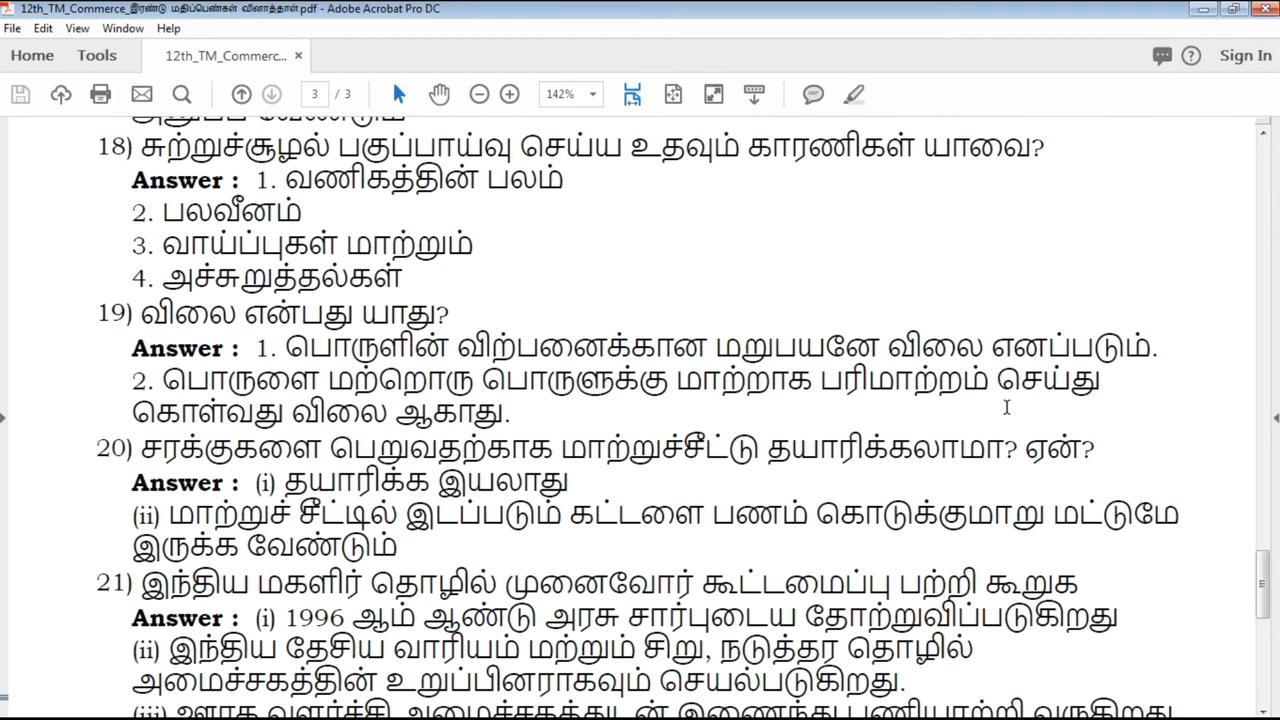 12th_TM_Commerce_இரண்டு மதிப்பெண்கள் வினாத்தாள்.pdf - Adobe Acrobat Pro DC
File Edit View Window Help
Home Tools 12th_TM_Commerc... × Sign In
3 / 3 142%
18) சுற்றுச்சூழல் பகுப்பாய்வு செய்ய உதவும் காரணிகள் யாவை?
Answer : 1. வணிகத்தின் பலம்
2. பலவீனம்
3. வாய்ப்புகள் மாற்றும்
4. அச்சுறுத்தல்கள்
19) விலை என்பது யாது?
Answer : 1. பொருளின் விற்பனைக்கான மறுபயனே விலை எனப்படும்.
2. பொருளை மற்றொரு பொருளுக்கு மாற்றாக பரிமாற்றம் செய்து
கொள்வது விலை ஆகாது.
20) சரக்குகளை பெறுவதற்காக மாற்றுச்சீட்டு தயாரிக்கலாமா? ஏன்?
Answer : (i) தயாரிக்க இயலாது
(ii) மாற்றுச் சீட்டில் இடப்படும் கட்டளை பணம் கொடுக்குமாறு மட்டுமே
இருக்க வேண்டும்
21) இந்திய மகளிர் தொழில் முனைவோர் கூட்டமைப்பு பற்றி கூறுக
Answer : (i) 1996 ஆம் ஆண்டு அரசு சார்புடைய தோற்றுவிப்படுகிறது
(ii) இந்திய தேசிய வாரியம் மற்றும் சிறு, நடுத்தர தொழில்
அமைச்சகத்தின் உறுப்பினராகவும் செயல்படுகிறது.